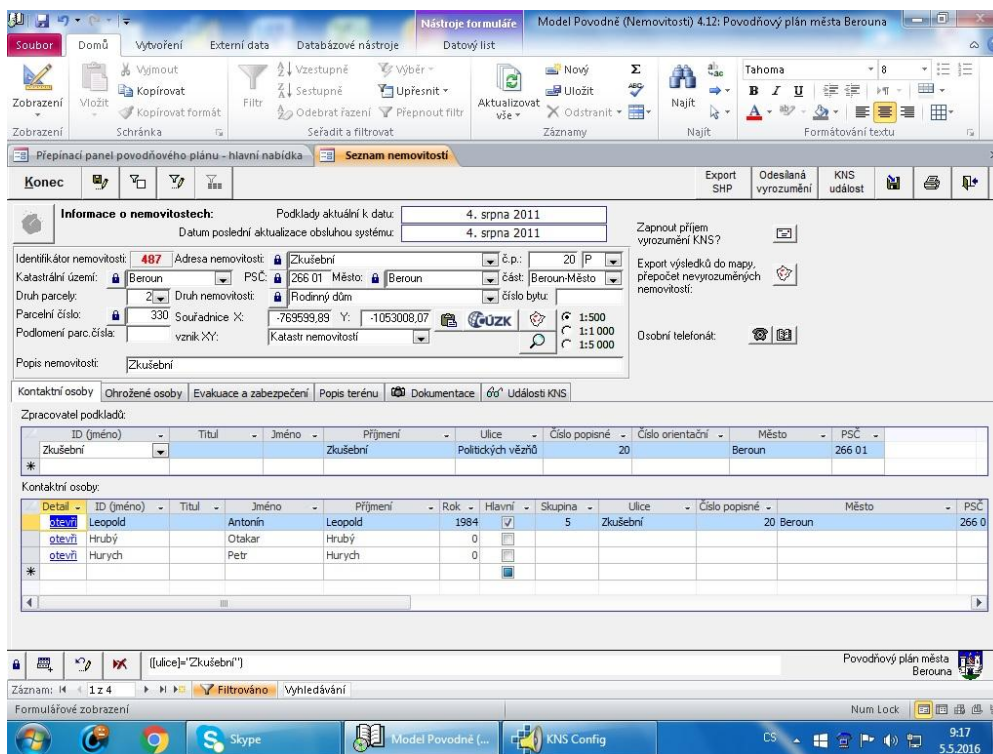 Nástroje formuláře
Model Povodně (Nemovitosti) 4.12: Povodňový plán města Berouna
Soubor Domů Vytvoření Externí data Databázové nástroje Datový list
Zobrazení
Vložit
Vyjmout
Kopírovat
Kopírovat formát
Filtr
Vzestupně
Sestupně
Odebrat řazení
Výběr
Upřesnit
Přepnout filtr
Aktualizovat vše
Nový
Uložit
Odstranit
Najít
Tahoma 8
B I U
Zobrazení Schránka Seřadit a filtrovat Záznamy Najít Formátování textu
Přepínací panel povodňového plánu - hlavní nabídka Seznam nemovitostí
Konec
Export SHP
Odesílaná vyrozumění
KNS událost
Informace o nemovitostech: Podklady aktuální k datu: 4. srpna 2011
Datum poslední aktualizace obsluhou systému: 4. srpna 2011
Zapnout příjem vyrozumění KNS?
Identifikátor nemovitosti: 487 Adresa nemovitosti: Zkušební č.p.: 20 P
Katastrální území: Beroun PSČ: 266 01 Město: Beroun část: Beroun-Město
Export výsledků do mapy, přepočet nevyrozuměných nemovitostí:
Druh parcely: 2 Druh nemovitosti: Rodinný dům číslo bytu:
Parcelní číslo: 330 Souřadnice X: -769599,89 Y: -1053008,07 ČÚZK 1:500
Podlomení parc.čísla: vznik XY: Katastr nemovitostí 1:1 000
1:5 000
Osobní telefonát:
Popis nemovitosti: Zkušební
Kontaktní osoby Ohrožené osoby Evakuace a zabezpečení Popis terénu Dokumentace Události KNS
Zpracovatel podkladů:
ID (jméno) Titul Jméno Příjmení Ulice Číslo popisné Číslo orientační Město PSČ
Zkušební Zkušební Politických vězňů 20 Beroun 266 01
Kontaktní osoby:
Detail ID (jméno) Titul Jméno Příjmení Rok Hlavní Skupina Ulice Číslo popisné Město PSČ
otevři Leopold Antonín Leopold 1984 5 Zkušební 20 Beroun 266 0
otevři Hrubý Otakar Hrubý 0
otevři Hurych Petr Hurych 0
([ulice]="Zkušební")
Povodňový plán města Berouna
Záznam: 1 z 4 Filtrováno Vyhledávání
Formulářové zobrazení Num Lock
Skype Model Povodně (... KNS Config CS 9:17
5.5.2016